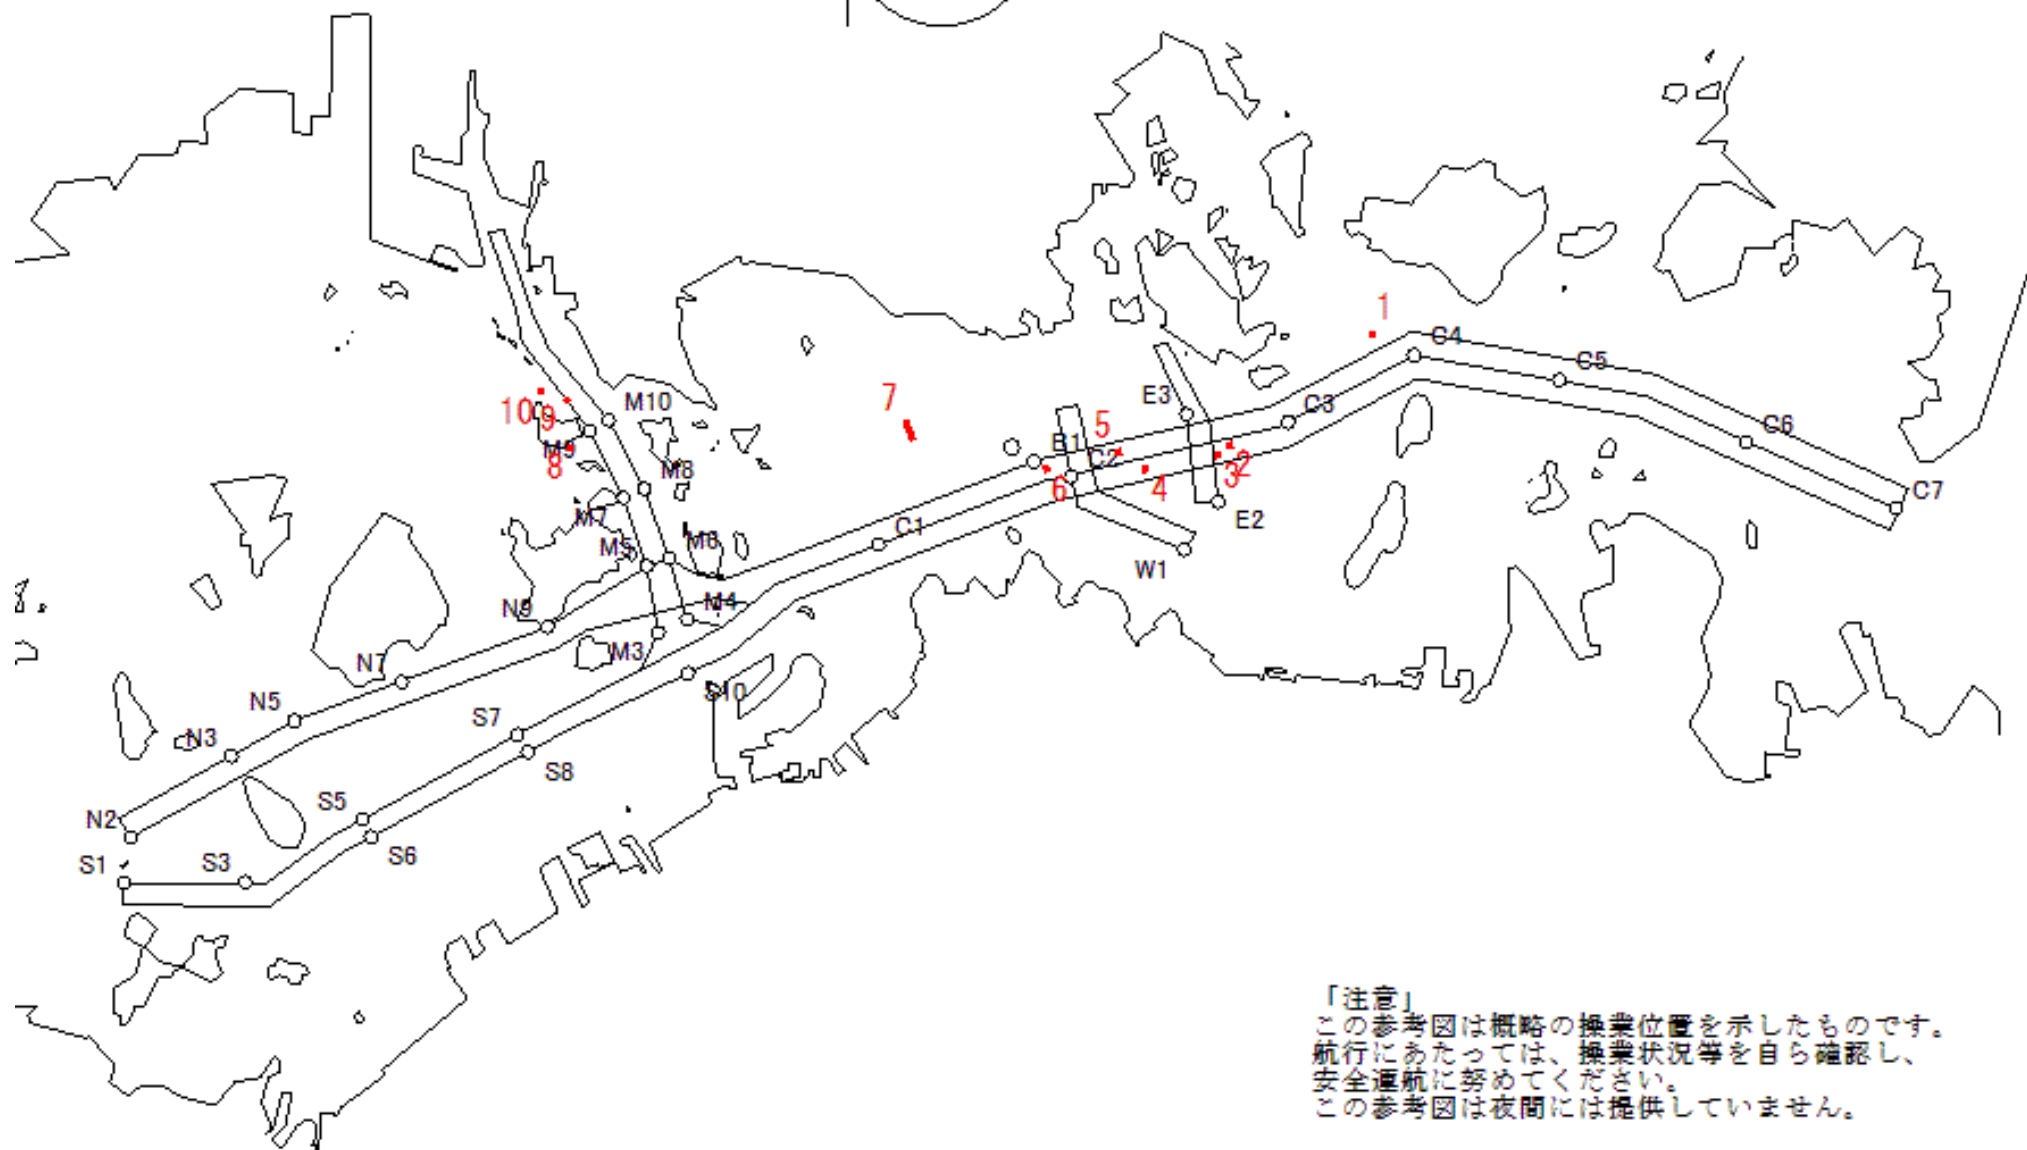 1
C4
C5
M10
10
9
7
E3
C3
5
M9
8
B1
C6
M8
C2
2
3
6
4
C7
M7
E2
C1
M5
M6
W1
N9
M4
M3
N7
S10
N5
S7
N3
S8
S5
N2
S6
S1
S3
「注意」
この参考図は概略の操業位置を示したものです。
航行にあたっては、操業状況等を自ら確認し、
安全運航に努めてください。
この参考図は夜間には提供していません。